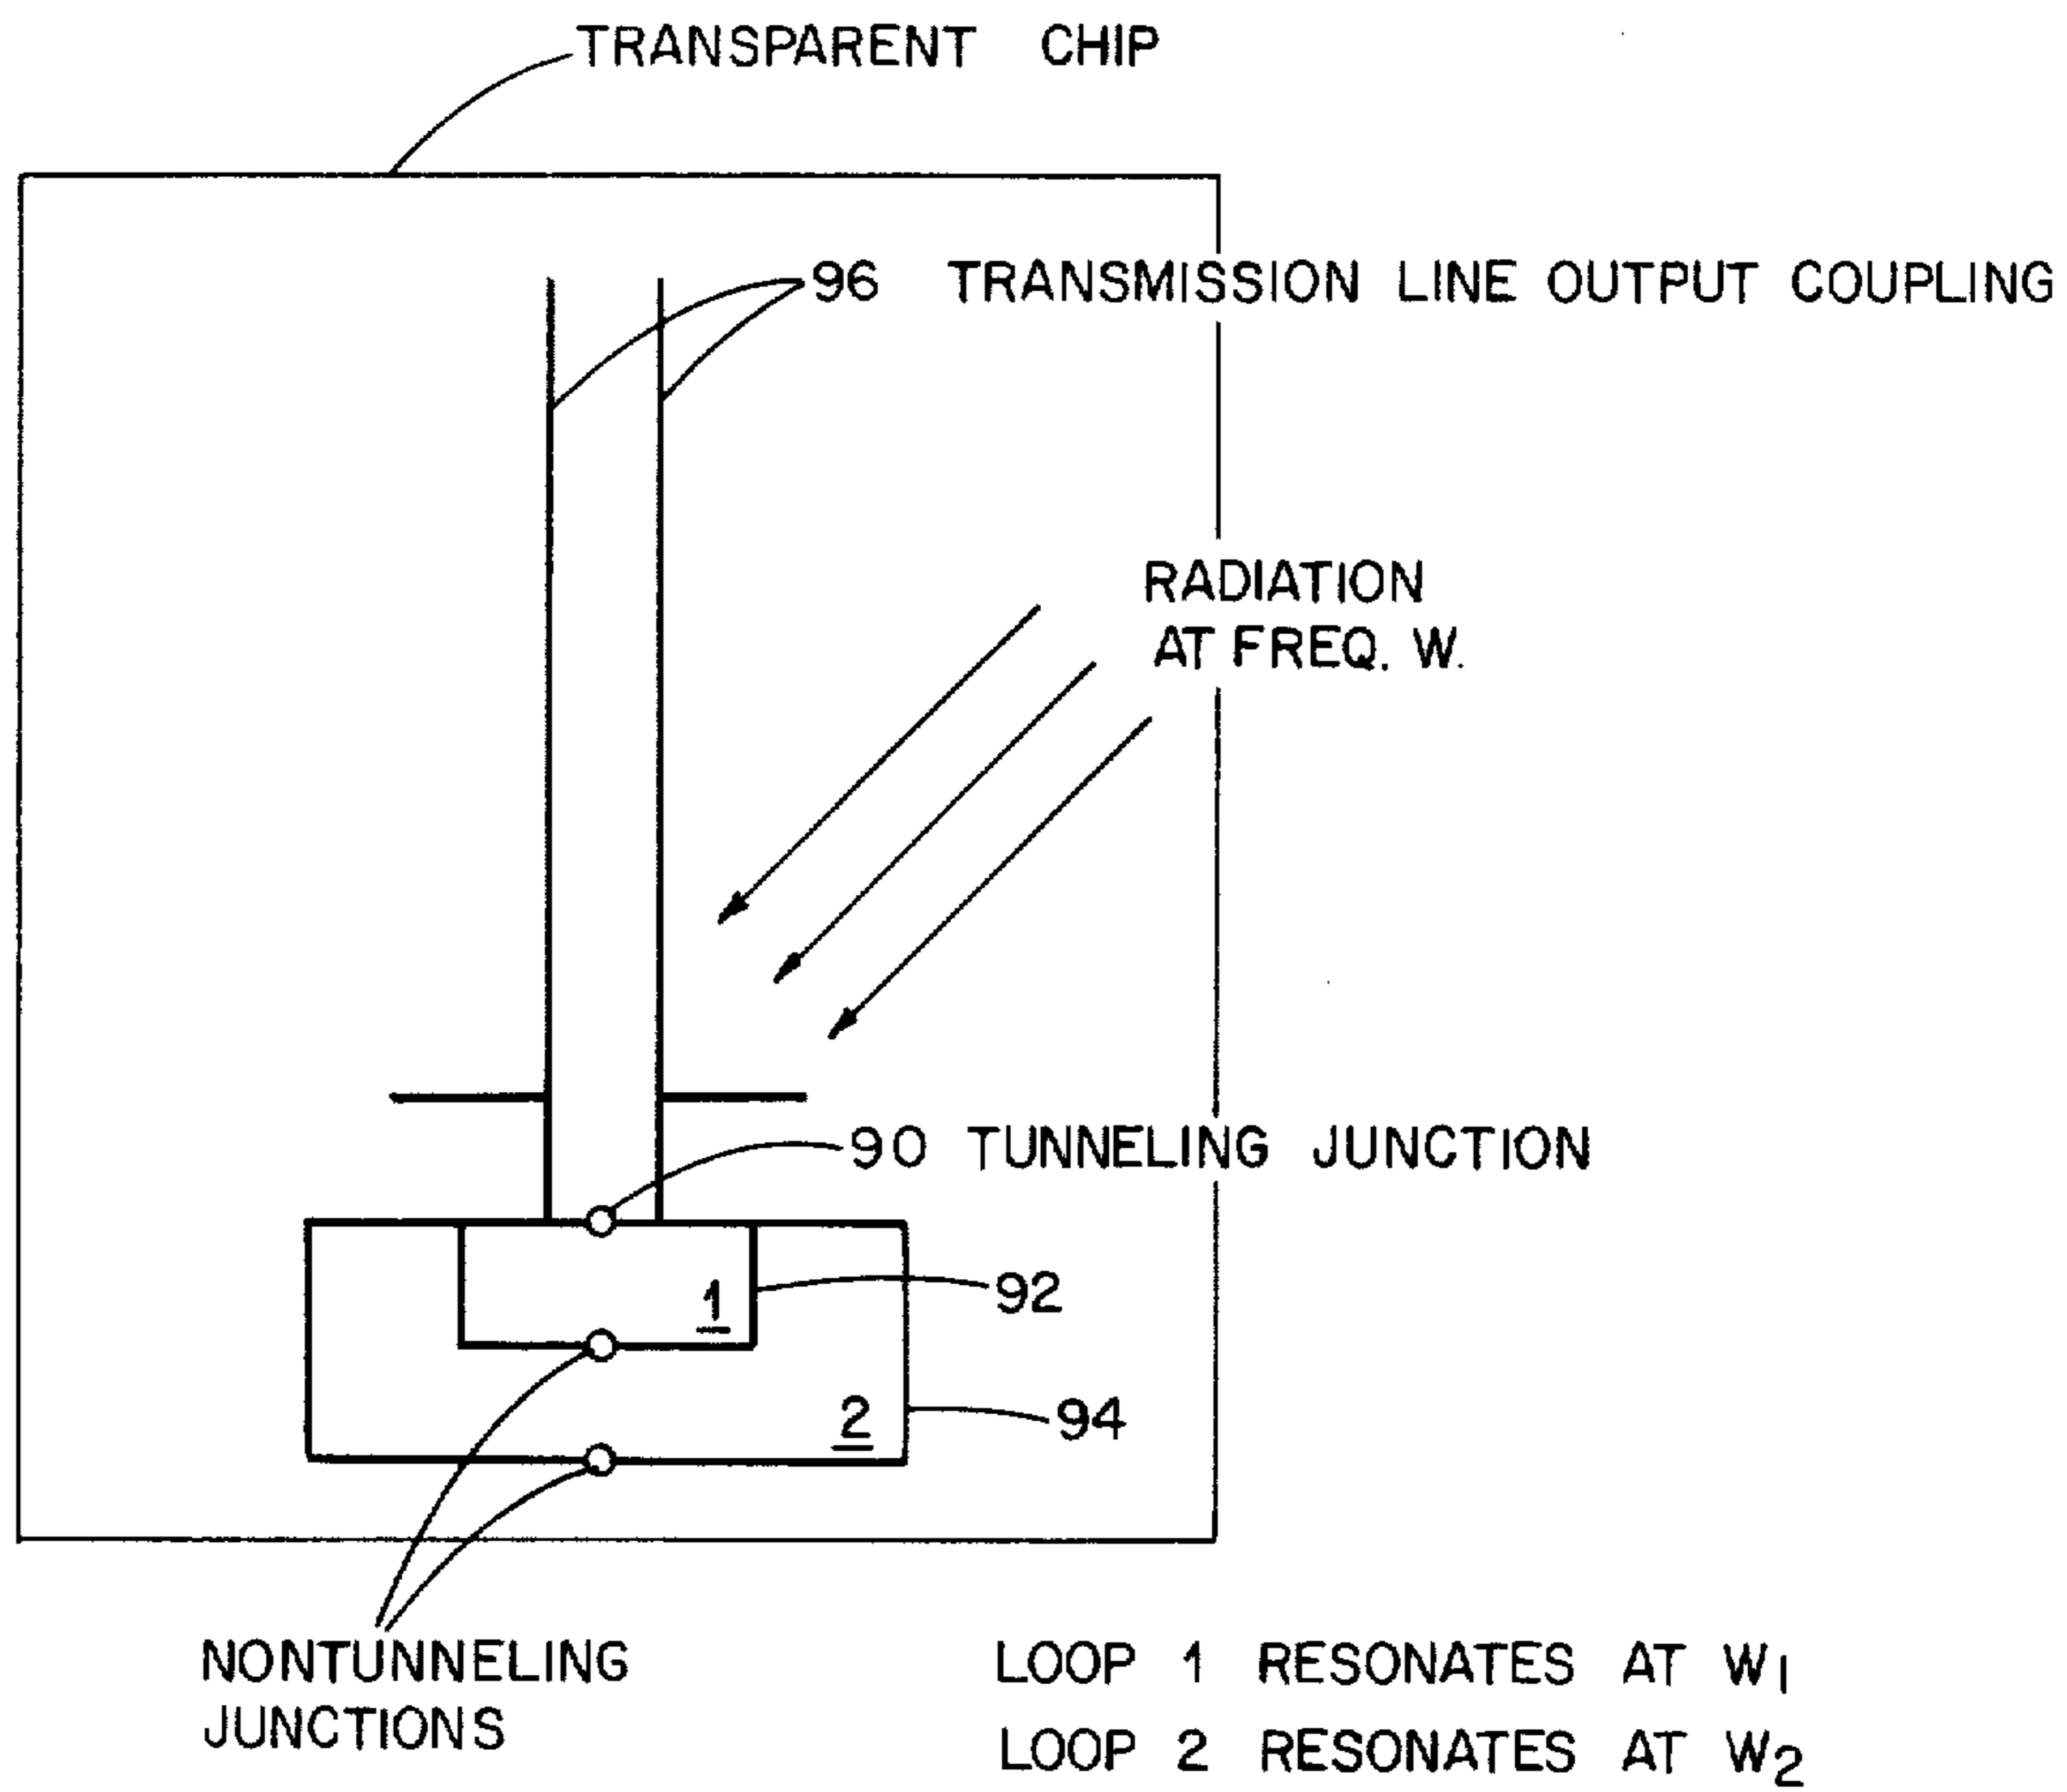 TRANSPARENT CHIP
96 TRANSMISSION LINE OUTPUT COUPLING
RADIATION
AT FREQ. W.
90 TUNNELING JUNCTION
1
92
2
94
NONTUNNELING
JUNCTIONS
LOOP 1 RESONATES AT W1
LOOP 2 RESONATES AT W2